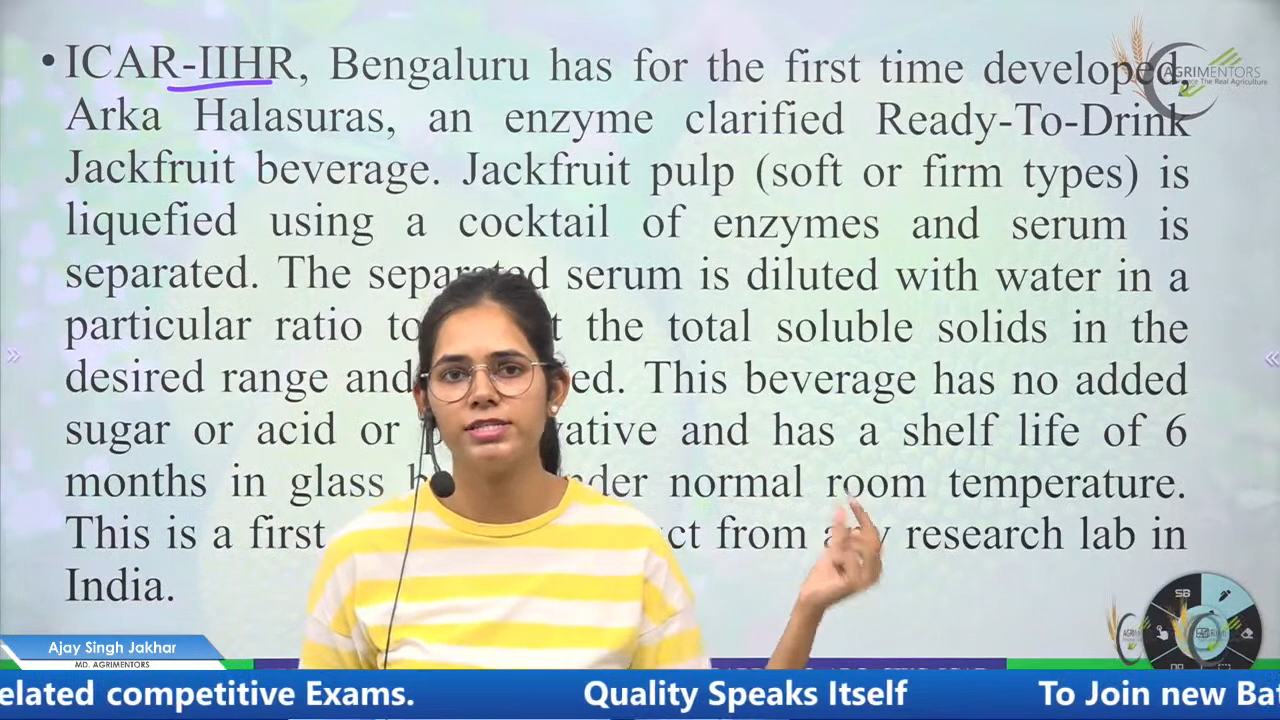 • ICAR-IIHR, Bengaluru has for the first time developed,
Arka Halasuras, an enzyme clarified Ready-To-Drink
Jackfruit beverage. Jackfruit pulp (soft or firm types) is
liquefied using a cocktail of enzymes and serum is
separated. The separated serum is diluted with water in a
particular ratio to the total soluble solids in the
desired range and This beverage has no added
sugar or acid or and has a shelf life of 6
months in glass normal room temperature.
This is a first from any research lab in
India.
AGRIMENTORS
The Real Agriculture
SB
Ajay Singh Jakhar
MD. AGRIMENTORS
elated competitive Exams. Quality Speaks Itself To Join new Bat